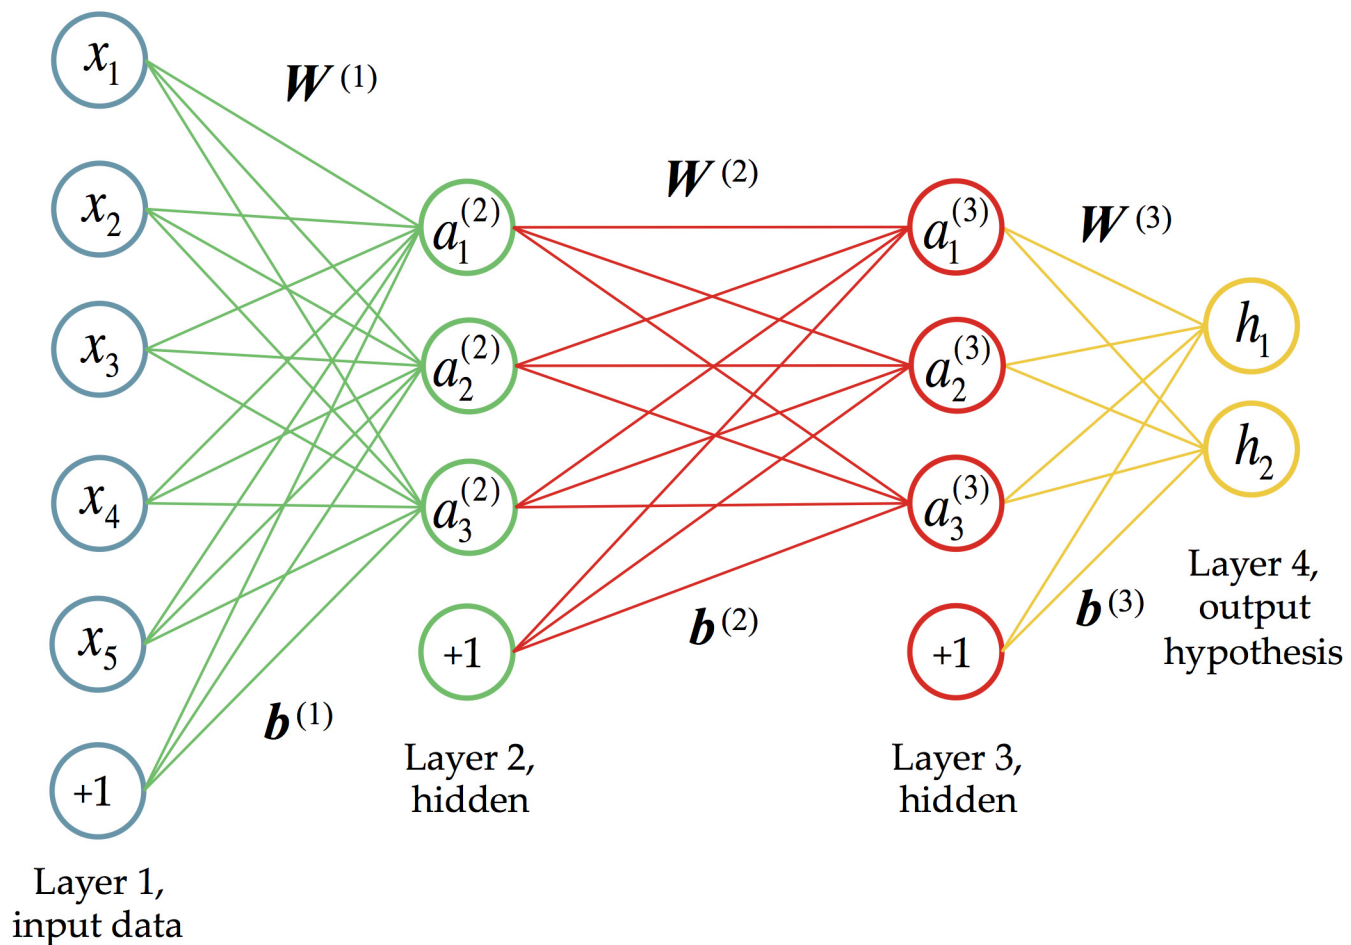 x₁
x₂
x₃
x₄
x₅
+1
Layer 1,
input data
W⁽¹⁾
b⁽¹⁾
a₁⁽²⁾
a₂⁽²⁾
a₃⁽²⁾
+1
Layer 2,
hidden
W⁽²⁾
b⁽²⁾
a₁⁽³⁾
a₂⁽³⁾
a₃⁽³⁾
+1
Layer 3,
hidden
W⁽³⁾
b⁽³⁾
h₁
h₂
Layer 4,
output
hypothesis